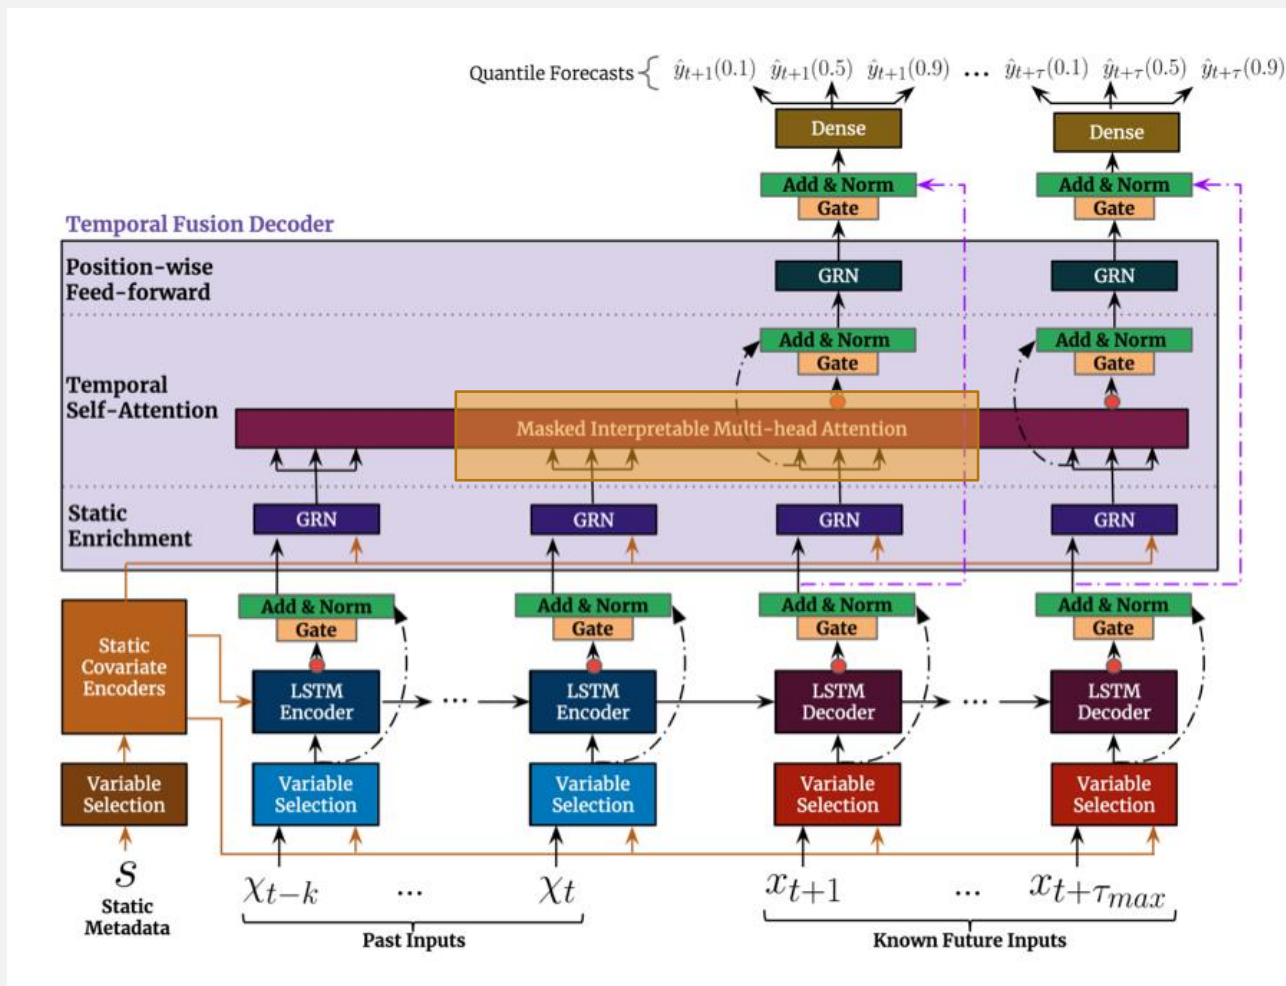 Quantile Forecasts { ŷt+1(0.1) ŷt+1(0.5) ŷt+1(0.9) ... ŷt+τ(0.1) ŷt+τ(0.5) ŷt+τ(0.9)
Dense Dense
Add & Norm Add & Norm
Gate Gate
Temporal Fusion Decoder
Position-wise
Feed-forward
GRN GRN
Add & Norm Add & Norm
Gate Gate
Temporal
Self-Attention
Masked Interpretable Multi-head Attention
Static
Enrichment
GRN GRN GRN GRN
Add & Norm Add & Norm Add & Norm Add & Norm
Gate Gate Gate Gate
Static
Covariate
Encoders
LSTM
Encoder
...
LSTM
Encoder
LSTM
Decoder
...
LSTM
Decoder
Variable
Selection
Variable
Selection
Variable
Selection
Variable
Selection
Variable
Selection
s
Static
Metadata
χt−k ... χt xt+1 ... xt+τmax
Past Inputs
Known Future Inputs